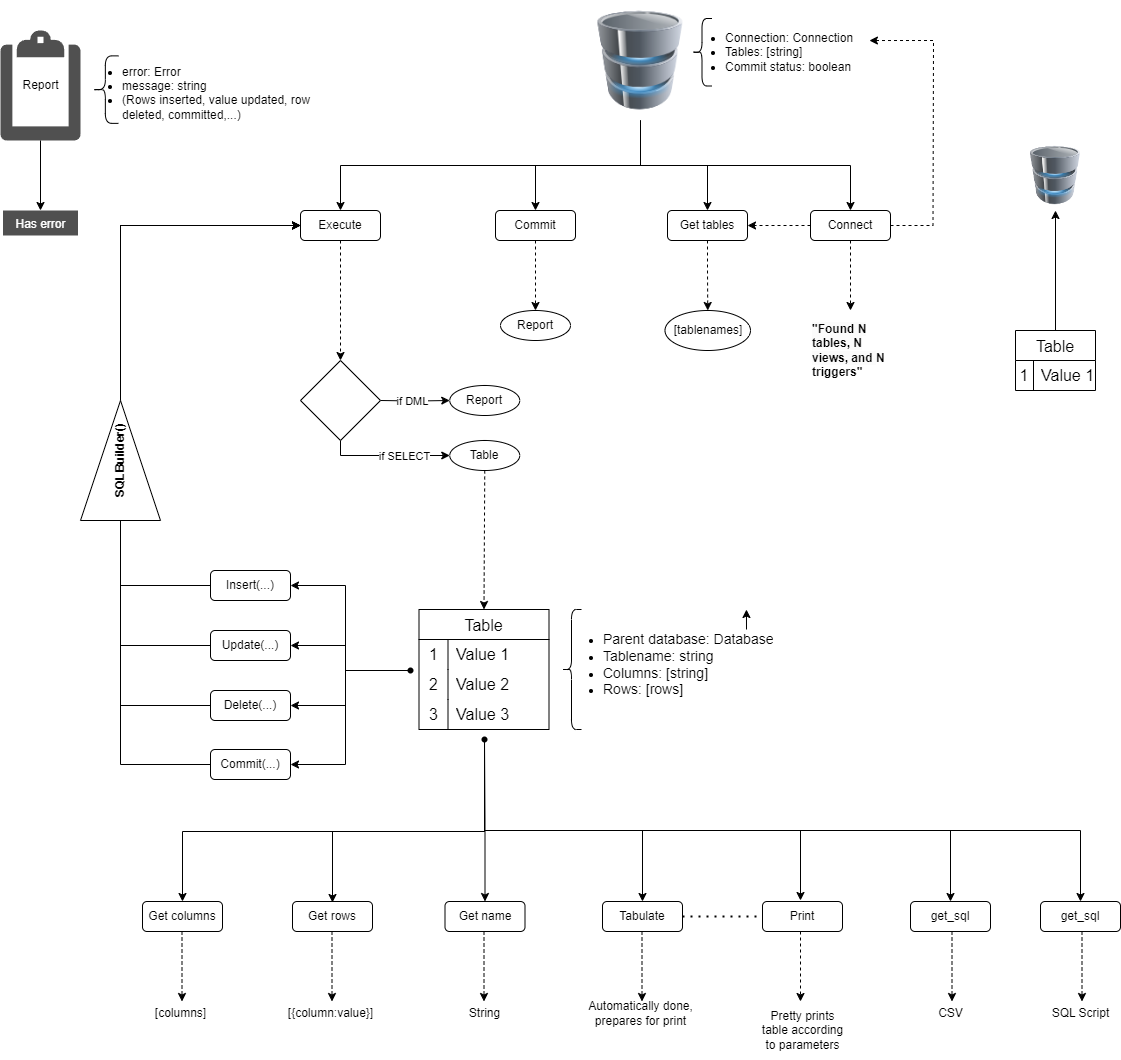 Report
error: Error
message: string
(Rows inserted, value updated, row
deleted, committed,...)
Has error
Connection: Connection
Tables: [string]
Commit status: boolean
Execute
Commit
Get tables
Connect
Report
[tablenames]
"Found N
tables, N
views, and N
triggers"
Table
1 Value 1
if DML
Report
if SELECT
Table
SQLBuilder()
Insert(...)
Update(...)
Delete(...)
Commit(...)
Table
1 Value 1
2 Value 2
3 Value 3
Parent database: Database
Tablename: string
Columns: [string]
Rows: [rows]
Get columns
Get rows
Get name
Tabulate
Print
get_sql
get_sql
[columns]
[{column:value}]
String
Automatically done,
prepares for print
Pretty prints
table according
to parameters
CSV
SQL Script